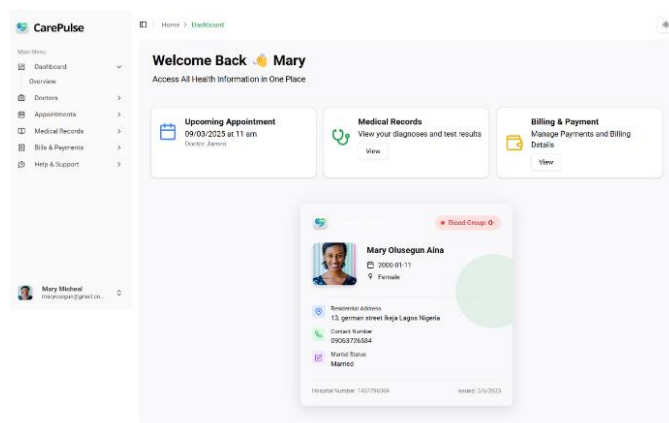 CarePulse
Home > Dashboard
Main Menu
Dashboard
Overview
Doctors
Appointments
Medical Records
Bills & Payments
Help & Support
Mary Micheal
Welcome Back 👋 Mary
Access All Health Information in One Place
Upcoming Appointment
09/03/2025 at 11 am
Doctor James
Medical Records
View your diagnoses and test results
View
Billing & Payment
Manage Payments and Billing
Details
View
CarePulse
Blood Group: O-
Mary Olusegun Aina
2000-01-11
Female
Residential Address
13, german street Ikeja Lagos Nigeria
Contact Number
09063726534
Marital Status
Married
Hospital Number:
Issued: 3/6/2025